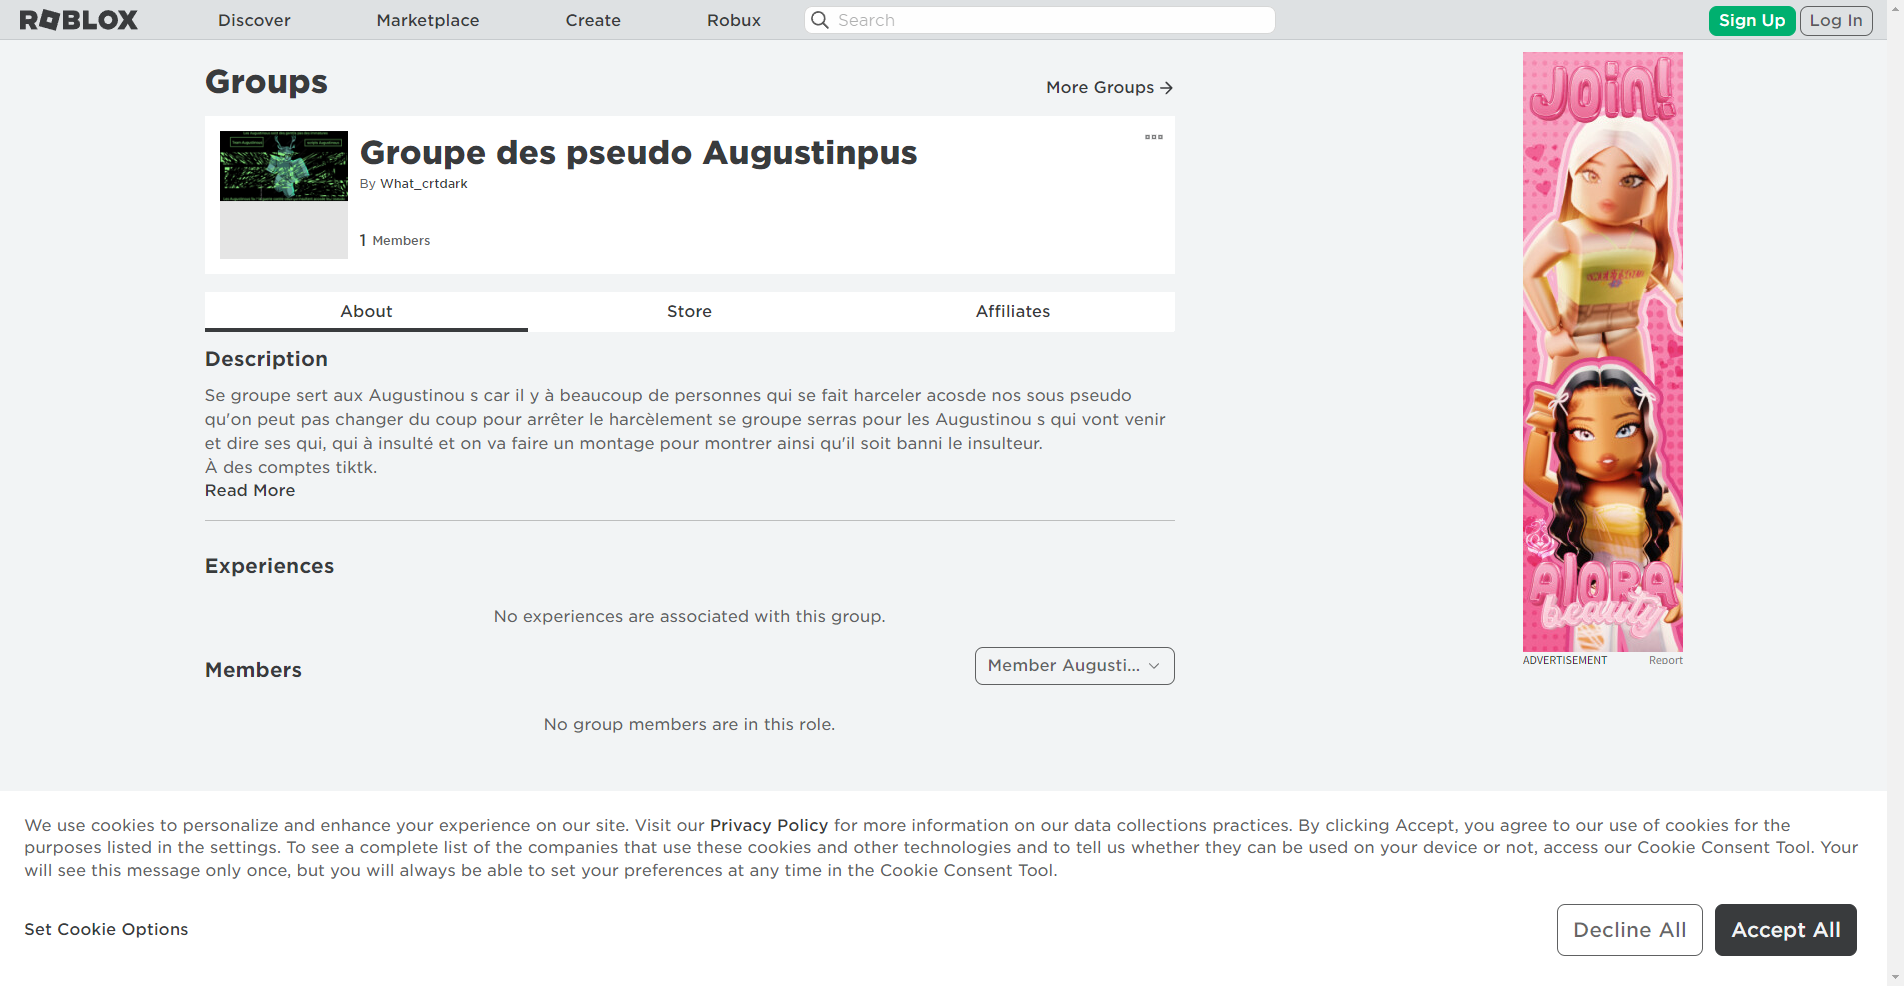 ROBLOX
Discover
Marketplace
Create
Robux
Search
Sign Up
Log In
Groups
More Groups
Groupe des pseudo Augustinpus
By What_crtdark
1 Members
About
Store
Affiliates
Description
Se groupe sert aux Augustinou s car il y à beaucoup de personnes qui se fait harceler acosde nos sous pseudo
qu'on peut pas changer du coup pour arrêter le harcèlement se groupe serras pour les Augustinou s qui vont venir
et dire ses qui, qui à insulté et on va faire un montage pour montrer ainsi qu'il soit banni le insulteur.
À des comptes tiktk.
Read More
Experiences
No experiences are associated with this group.
Members
Member Augusti...
No group members are in this role.
JOIN!
ALORA
beauty
ADVERTISEMENT
Report
We use cookies to personalize and enhance your experience on our site. Visit our Privacy Policy for more information on our data collections practices. By clicking Accept, you agree to our use of cookies for the
purposes listed in the settings. To see a complete list of the companies that use these cookies and other technologies and to tell us whether they can be used on your device or not, access our Cookie Consent Tool. Your
will see this message only once, but you will always be able to set your preferences at any time in the Cookie Consent Tool.
Set Cookie Options
Decline All
Accept All